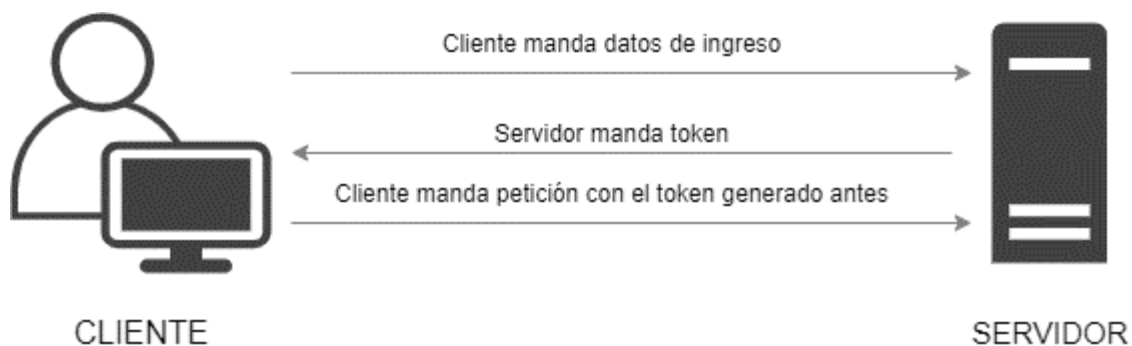 Cliente manda datos de ingreso
Servidor manda token
Cliente manda petición con el token generado antes
CLIENTE
SERVIDOR